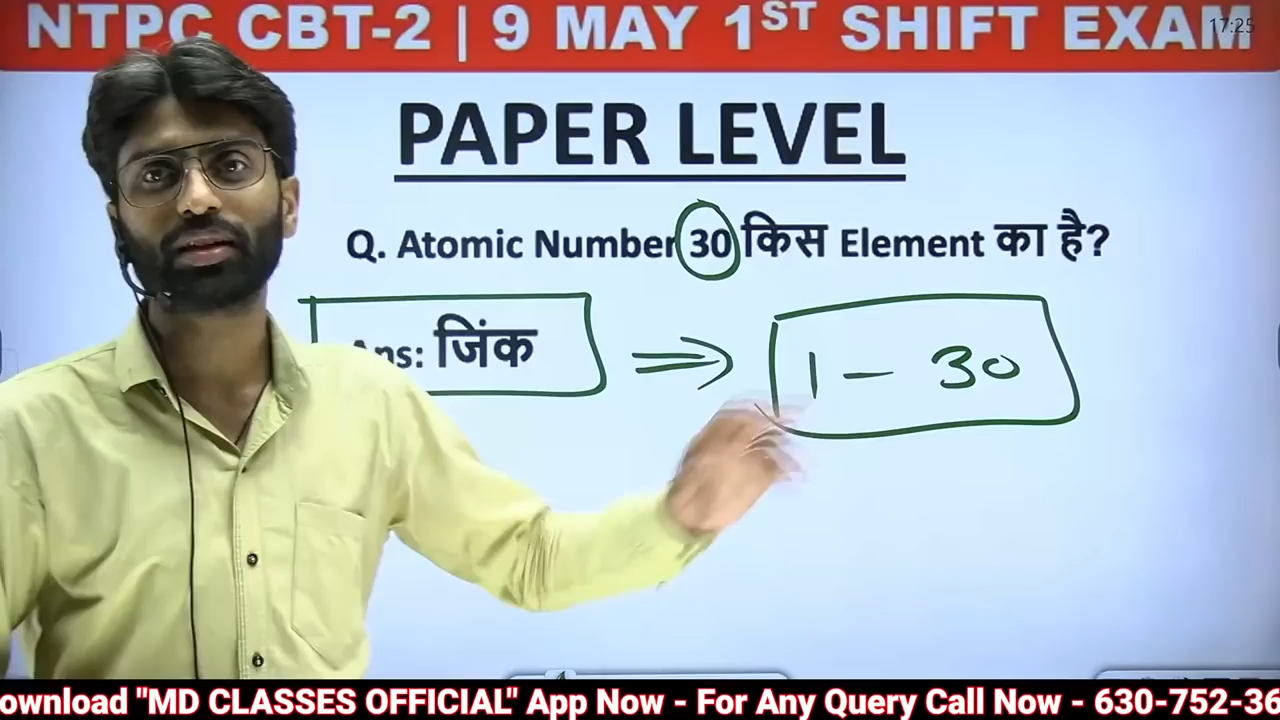 NTPC CBT-2 | 9 MAY 1ST SHIFT EXAM
17:25
PAPER LEVEL
Q. Atomic Number 30 किस Element का है?
Ans: जिंक ⇒ 1 - 30
ownload "MD CLASSES OFFICIAL" App Now - For Any Query Call Now - 630-752-36